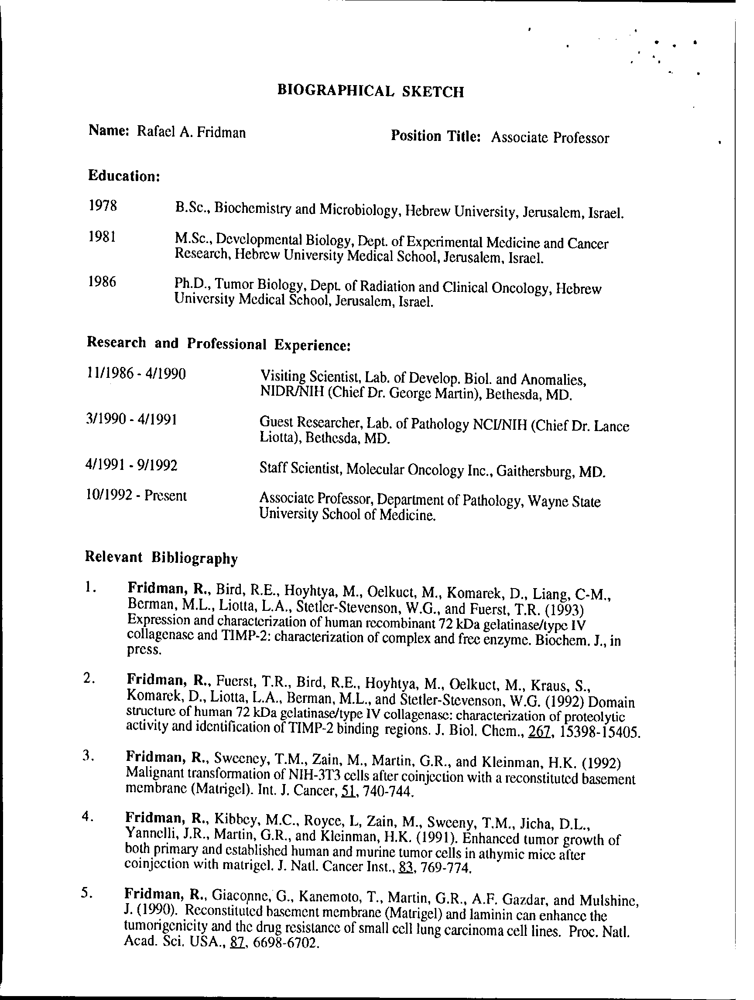 BIOGRAPHICAL SKETCH
Name: Rafael A. Fridman
Position Title: Associate Professor
Education:
1978 B.Sc., Biochemistry and Microbiology, Hebrew University, Jerusalem, Israel.
1981 M.Sc., Developmental Biology, Dept. of Experimental Medicine and Cancer
Research, Hebrew University Medical School, Jerusalem, Israel.
1986 Ph.D., Tumor Biology, Dept. of Radiation and Clinical Oncology, Hebrew
University Medical School, Jerusalem, Israel.
Research and Professional Experience:
11/1986 - 4/1990 Visiting Scientist, Lab. of Develop. Biol. and Anomalies,
NIDR/NIH (Chief Dr. George Martin), Bethesda, MD.
3/1990 - 4/1991 Guest Researcher, Lab. of Pathology NCI/NIH (Chief Dr. Lance
Liotta), Bethesda, MD.
4/1991 - 9/1992 Staff Scientist, Molecular Oncology Inc., Gaithersburg, MD.
10/1992 - Present Associate Professor, Department of Pathology, Wayne State
University School of Medicine.
Relevant Bibliography
1. Fridman, R., Bird, R.E., Hoyhtya, M., Oelkuct, M., Komarek, D., Liang, C-M.,
Berman, M.L., Liotta, L.A., Stetler-Stevenson, W.G., and Fuerst, T.R. (1993)
Expression and characterization of human recombinant 72 kDa gelatinase/type IV
collagenase and TIMP-2: characterization of complex and free enzyme. Biochem. J., in
press.
2. Fridman, R., Fuerst, T.R., Bird, R.E., Hoyhtya, M., Oelkuct, M., Kraus, S.,
Komarek, D., Liotta, L.A., Berman, M.L., and Stetler-Stevenson, W.G. (1992) Domain
structure of human 72 kDa gelatinase/type IV collagenase: characterization of proteolytic
activity and identification of TIMP-2 binding regions. J. Biol. Chem., 267, 15398-15405.
3. Fridman, R., Sweeney, T.M., Zain, M., Martin, G.R., and Kleinman, H.K. (1992)
Malignant transformation of NIH-3T3 cells after coinjection with a reconstituted basement
membrane (Matrigel). Int. J. Cancer, 51, 740-744.
4. Fridman, R., Kibbey, M.C., Royce, L, Zain, M., Sweeny, T.M., Jicha, D.L.,
Yannelli, J.R., Martin, G.R., and Kleinman, H.K. (1991). Enhanced tumor growth of
both primary and established human and murine tumor cells in athymic mice after
coinjection with matrigel. J. Natl. Cancer Inst., 83, 769-774.
5. Fridman, R., Giaconne, G., Kanemoto, T., Martin, G.R., A.F. Gazdar, and Mulshine,
J. (1990). Reconstituted basement membrane (Matrigel) and laminin can enhance the
tumorigenicity and the drug resistance of small cell lung carcinoma cell lines. Proc. Natl.
Acad. Sci. USA., 87, 6698-6702.